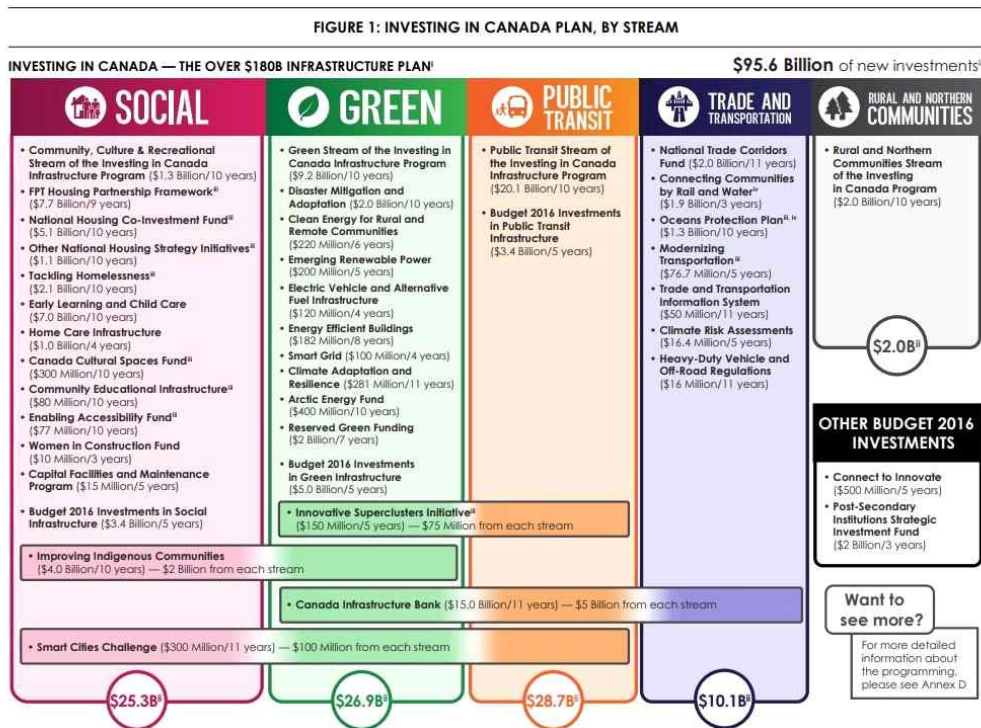 FIGURE 1: INVESTING IN CANADA PLAN, BY STREAM
INVESTING IN CANADA — THE OVER $180B INFRASTRUCTURE PLANⁱ
$95.6 Billion of new investmentsⁱⁱ
SOCIAL
• Community, Culture & Recreational
Stream of the Investing in Canada
Infrastructure Program ($1.3 Billion/10 years)
• FPT Housing Partnership Frameworkⁱⁱⁱ
($7.7 Billion/9 years)
• National Housing Co-Investment Fundⁱⁱⁱ
($5.1 Billion/10 years)
• Other National Housing Strategy Initiativesⁱⁱⁱ
($1.1 Billion/10 years)
• Tackling Homelessnessⁱⁱⁱ
($2.1 Billion/10 years)
• Early Learning and Child Care
($7.0 Billion/10 years)
• Home Care Infrastructure
($1.0 Billion/4 years)
• Canada Cultural Spaces Fundⁱⁱⁱ
($300 Million/10 years)
• Community Educational Infrastructureⁱⁱⁱ
($80 Million/10 years)
• Enabling Accessibility Fundⁱⁱⁱ
($77 Million/10 years)
• Women in Construction Fund
($10 Million/3 years)
• Capital Facilities and Maintenance
Program ($15 Million/5 years)
• Budget 2016 Investments in Social
Infrastructure ($3.4 Billion/5 years)
GREEN
• Green Stream of the Investing in
Canada Infrastructure Program
($9.2 Billion/10 years)
• Disaster Mitigation and
Adaptation ($2.0 Billion/10 years)
• Clean Energy for Rural and
Remote Communities
($220 Million/6 years)
• Emerging Renewable Power
($200 Million/5 years)
• Electric Vehicle and Alternative
Fuel Infrastructure
($120 Million/4 years)
• Energy Efficient Buildings
($182 Million/8 years)
• Smart Grid ($100 Million/4 years)
• Climate Adaptation and
Resilience ($281 Million/11 years)
• Arctic Energy Fund
($400 Million/10 years)
• Reserved Green Funding
($2 Billion/7 years)
• Budget 2016 Investments
in Green Infrastructure
($5.0 Billion/5 years)
PUBLIC
TRANSIT
• Public Transit Stream of
the Investing in Canada
Infrastructure Program
($20.1 Billion/10 years)
• Budget 2016 Investments
in Public Transit
Infrastructure
($3.4 Billion/5 years)
TRADE AND
TRANSPORTATION
• National Trade Corridors
Fund ($2.0 Billion/11 years)
• Connecting Communities
by Rail and Waterⁱᵛ
($1.9 Billion/3 years)
• Oceans Protection Planⁱⁱⁱ, ⁱᵛ
($1.3 Billion/10 years)
• Modernizing
Transportationⁱⁱⁱ
($76.7 Million/5 years)
• Trade and Transportation
Information System
($50 Million/11 years)
• Climate Risk Assessments
($16.4 Million/5 years)
• Heavy-Duty Vehicle and
Off-Road Regulations
($16 Million/11 years)
RURAL AND NORTHERN
COMMUNITIES
• Rural and Northern
Communities Stream
of the Investing
in Canada Program
($2.0 Billion/10 years)
$2.0Bⁱⁱ
OTHER BUDGET 2016
INVESTMENTS
• Connect to Innovate
($500 Million/5 years)
• Post-Secondary
Institutions Strategic
Investment Fund
($2 Billion/3 years)
• Innovative Superclusters Initiativeⁱⁱⁱ
($150 Million/5 years) — $75 Million from each stream
• Improving Indigenous Communities
($4.0 Billion/10 years) — $2 Billion from each stream
• Canada Infrastructure Bank ($15.0 Billion/11 years) — $5 Billion from each stream
• Smart Cities Challenge ($300 Million/11 years) — $100 Million from each stream
$25.3Bⁱⁱ
$26.9Bⁱⁱ
$28.7Bⁱⁱ
$10.1Bⁱⁱ
Want to
see more?
For more detailed
information about
the programming,
please see Annex D